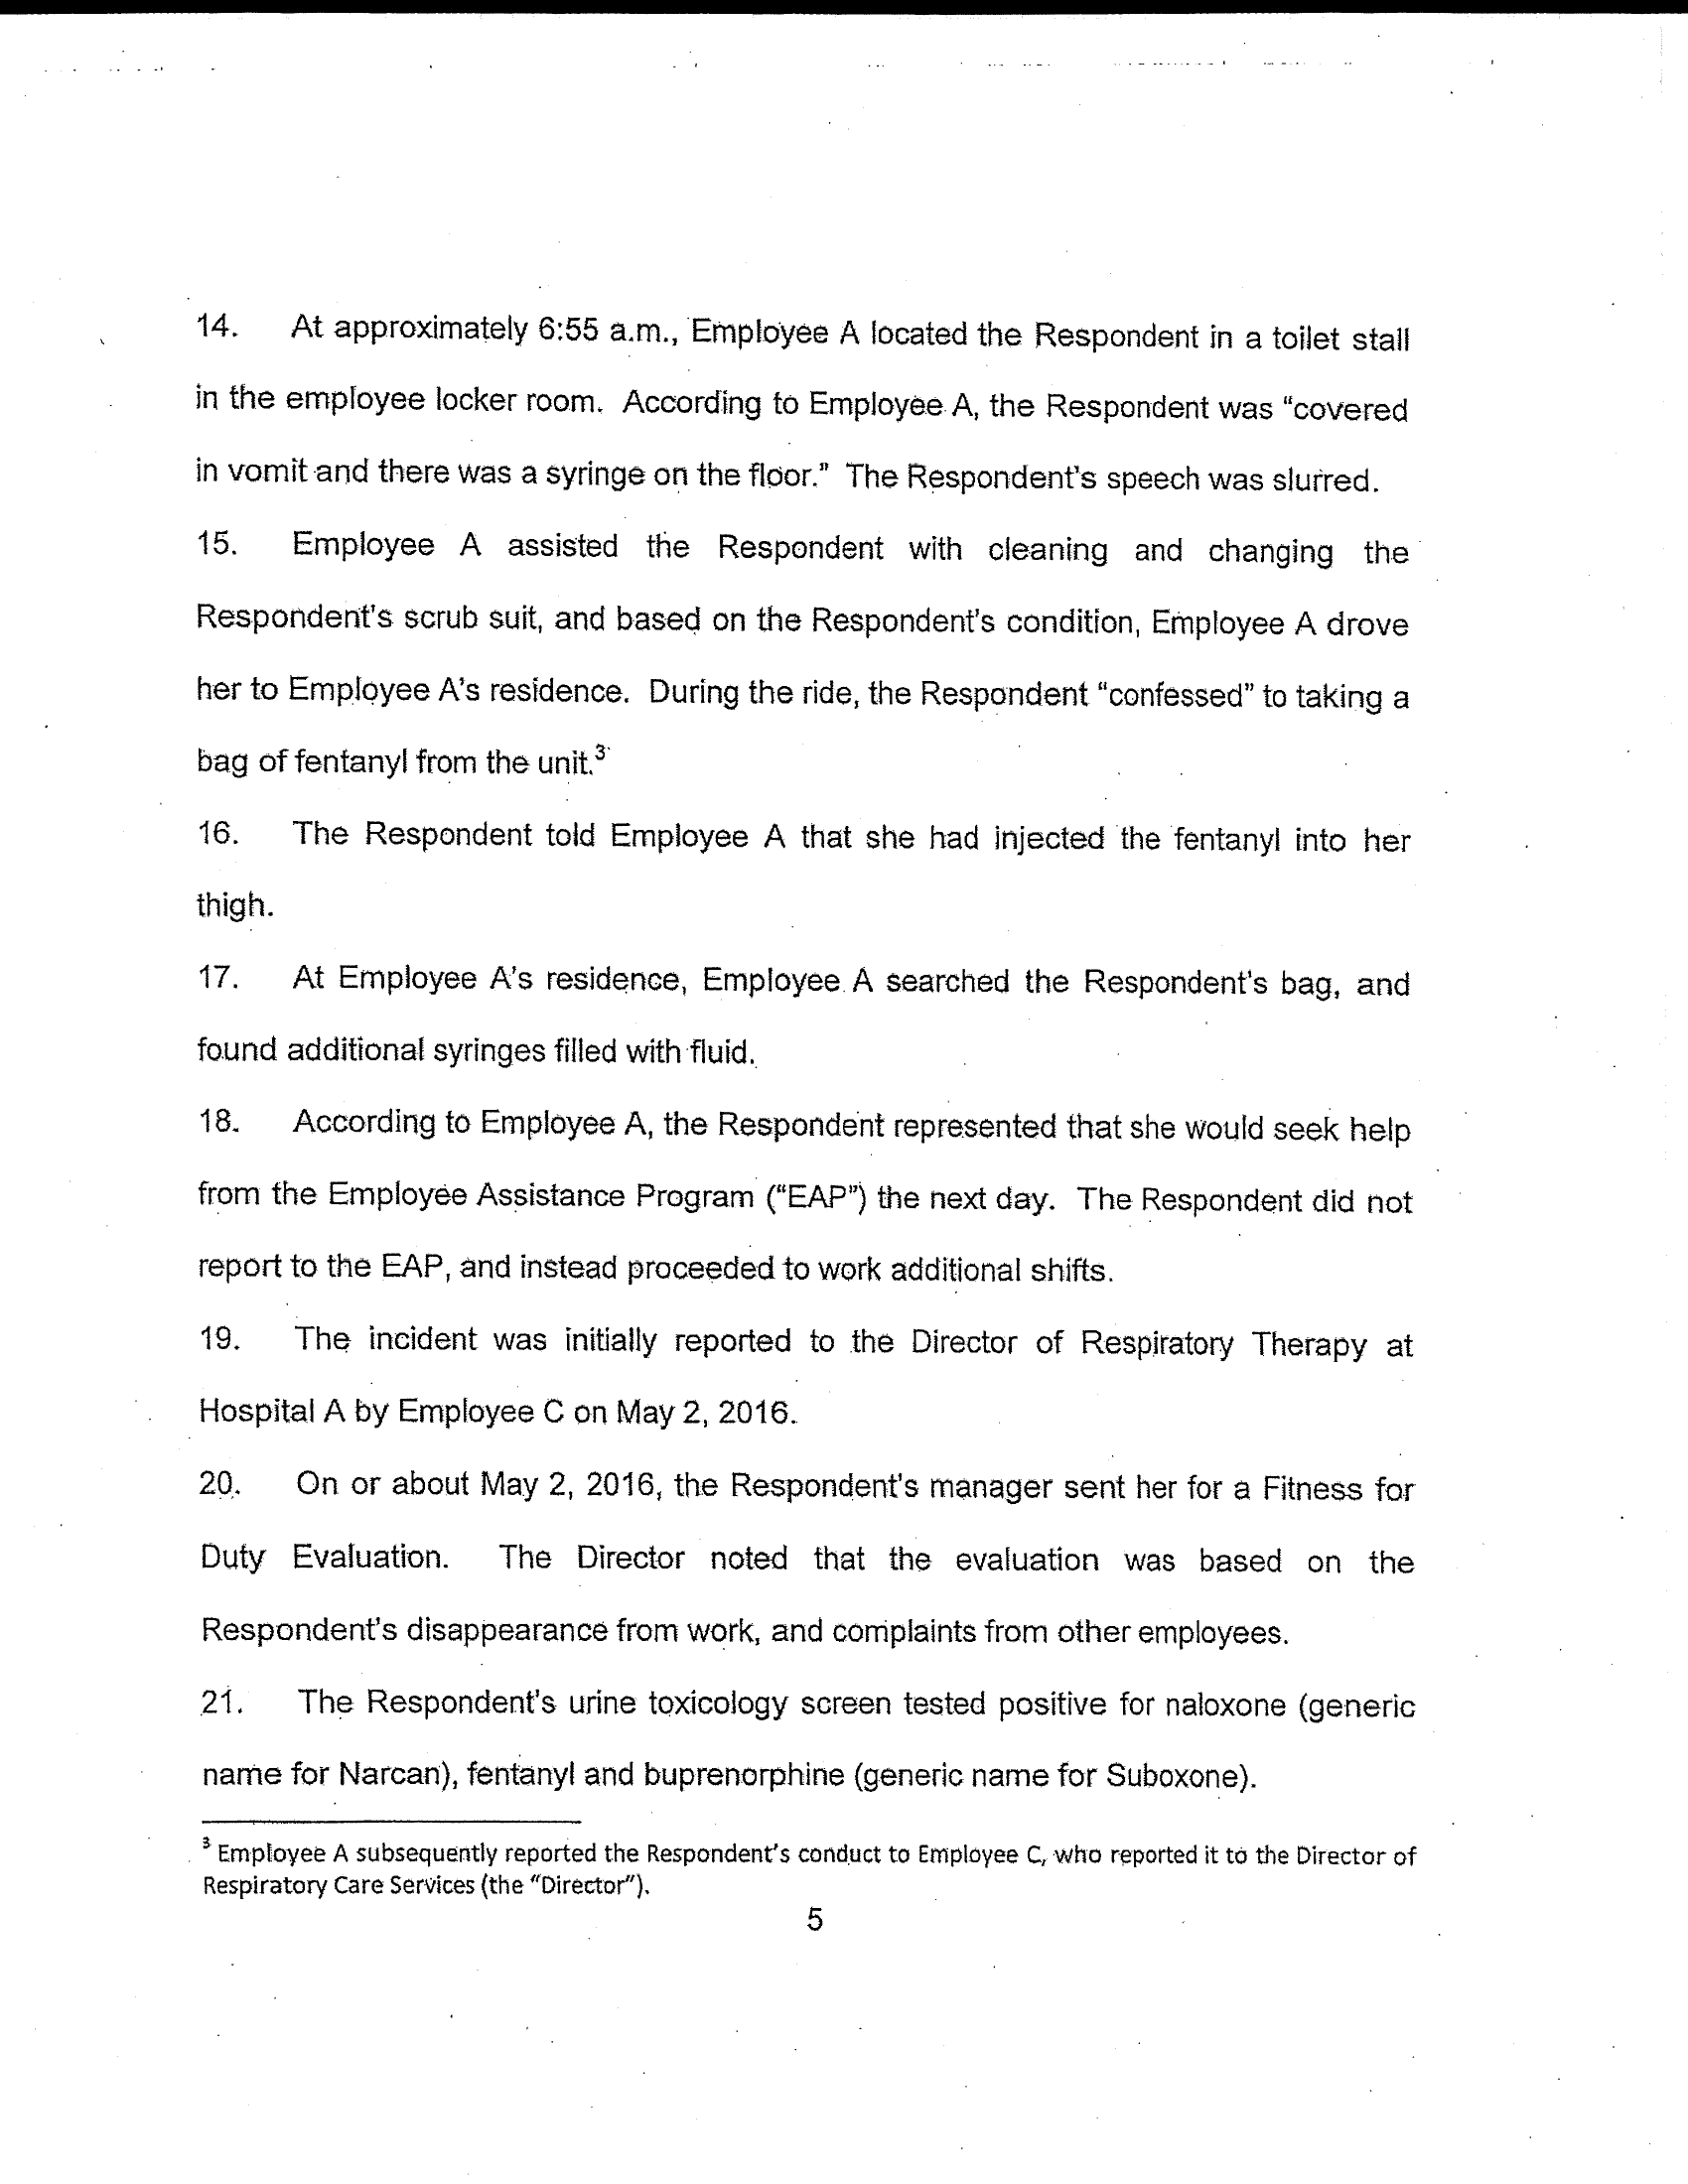 14. At approximately 6:55 a.m., Employee A located the Respondent in a toilet stall
in the employee locker room. According to Employee A, the Respondent was "covered
in vomit and there was a syringe on the floor." The Respondent's speech was slurred.
15. Employee A assisted the Respondent with cleaning and changing the
Respondent's scrub suit, and based on the Respondent's condition, Employee A drove
her to Employee A's residence. During the ride, the Respondent "confessed" to taking a
bag of fentanyl from the unit.³
16. The Respondent told Employee A that she had injected the fentanyl into her
thigh.
17. At Employee A's residence, Employee A searched the Respondent's bag, and
found additional syringes filled with fluid.
18. According to Employee A, the Respondent represented that she would seek help
from the Employee Assistance Program ("EAP") the next day. The Respondent did not
report to the EAP, and instead proceeded to work additional shifts.
19. The incident was initially reported to the Director of Respiratory Therapy at
Hospital A by Employee C on May 2, 2016.
20. On or about May 2, 2016, the Respondent's manager sent her for a Fitness for
Duty Evaluation. The Director noted that the evaluation was based on the
Respondent's disappearance from work, and complaints from other employees.
21. The Respondent's urine toxicology screen tested positive for naloxone (generic
name for Narcan), fentanyl and buprenorphine (generic name for Suboxone).
³ Employee A subsequently reported the Respondent's conduct to Employee C, who reported it to the Director of
Respiratory Care Services (the "Director").
5